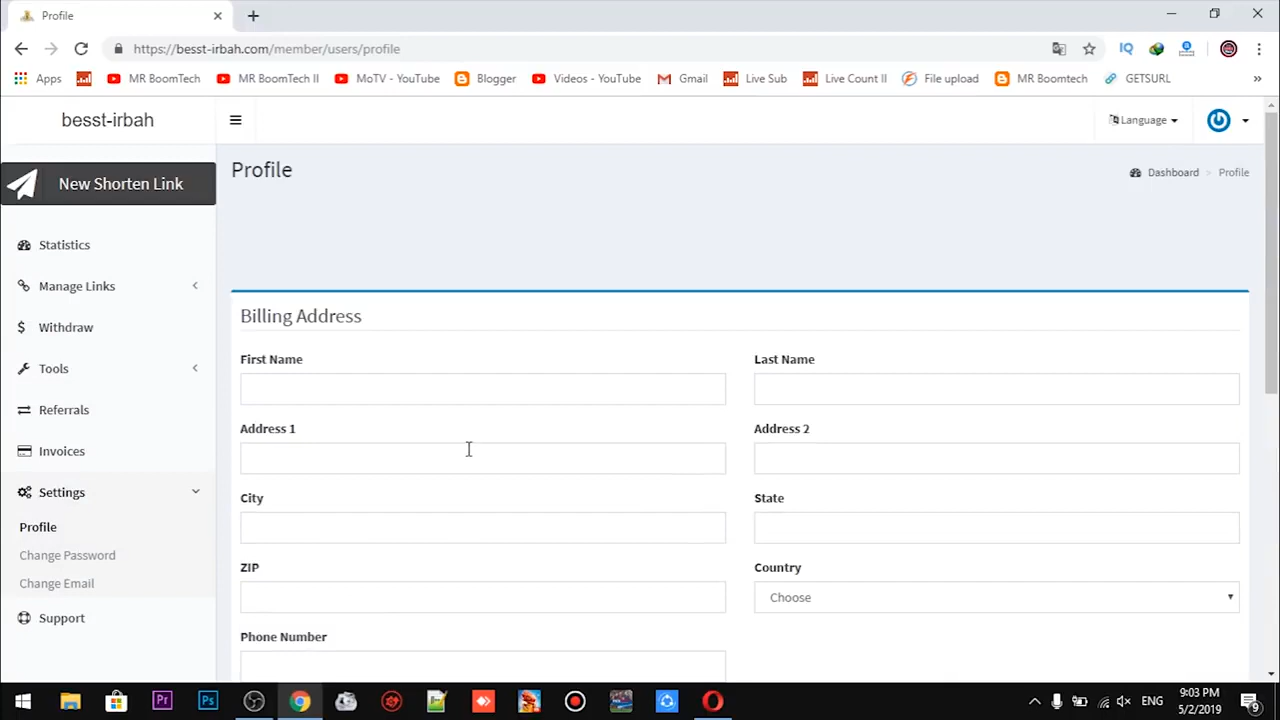 Profile
https://besst-irbah.com/member/users/profile
Apps
MR BoomTech
MR BoomTech II
MoTV - YouTube
Blogger
Videos - YouTube
Gmail
Live Sub
Live Count II
File upload
MR Boomtech
GETSURL
»
besst-irbah
Language
New Shorten Link
Profile
Dashboard > Profile
Statistics
Manage Links
Withdraw
Tools
Referrals
Invoices
Settings
Profile
Change Password
Change Email
Support
Billing Address
First Name
Last Name
Address 1
Address 2
City
State
ZIP
Country
Choose
Phone Number
IQ
Pr
Ps
ENG
9:03 PM
5/2/2019
9